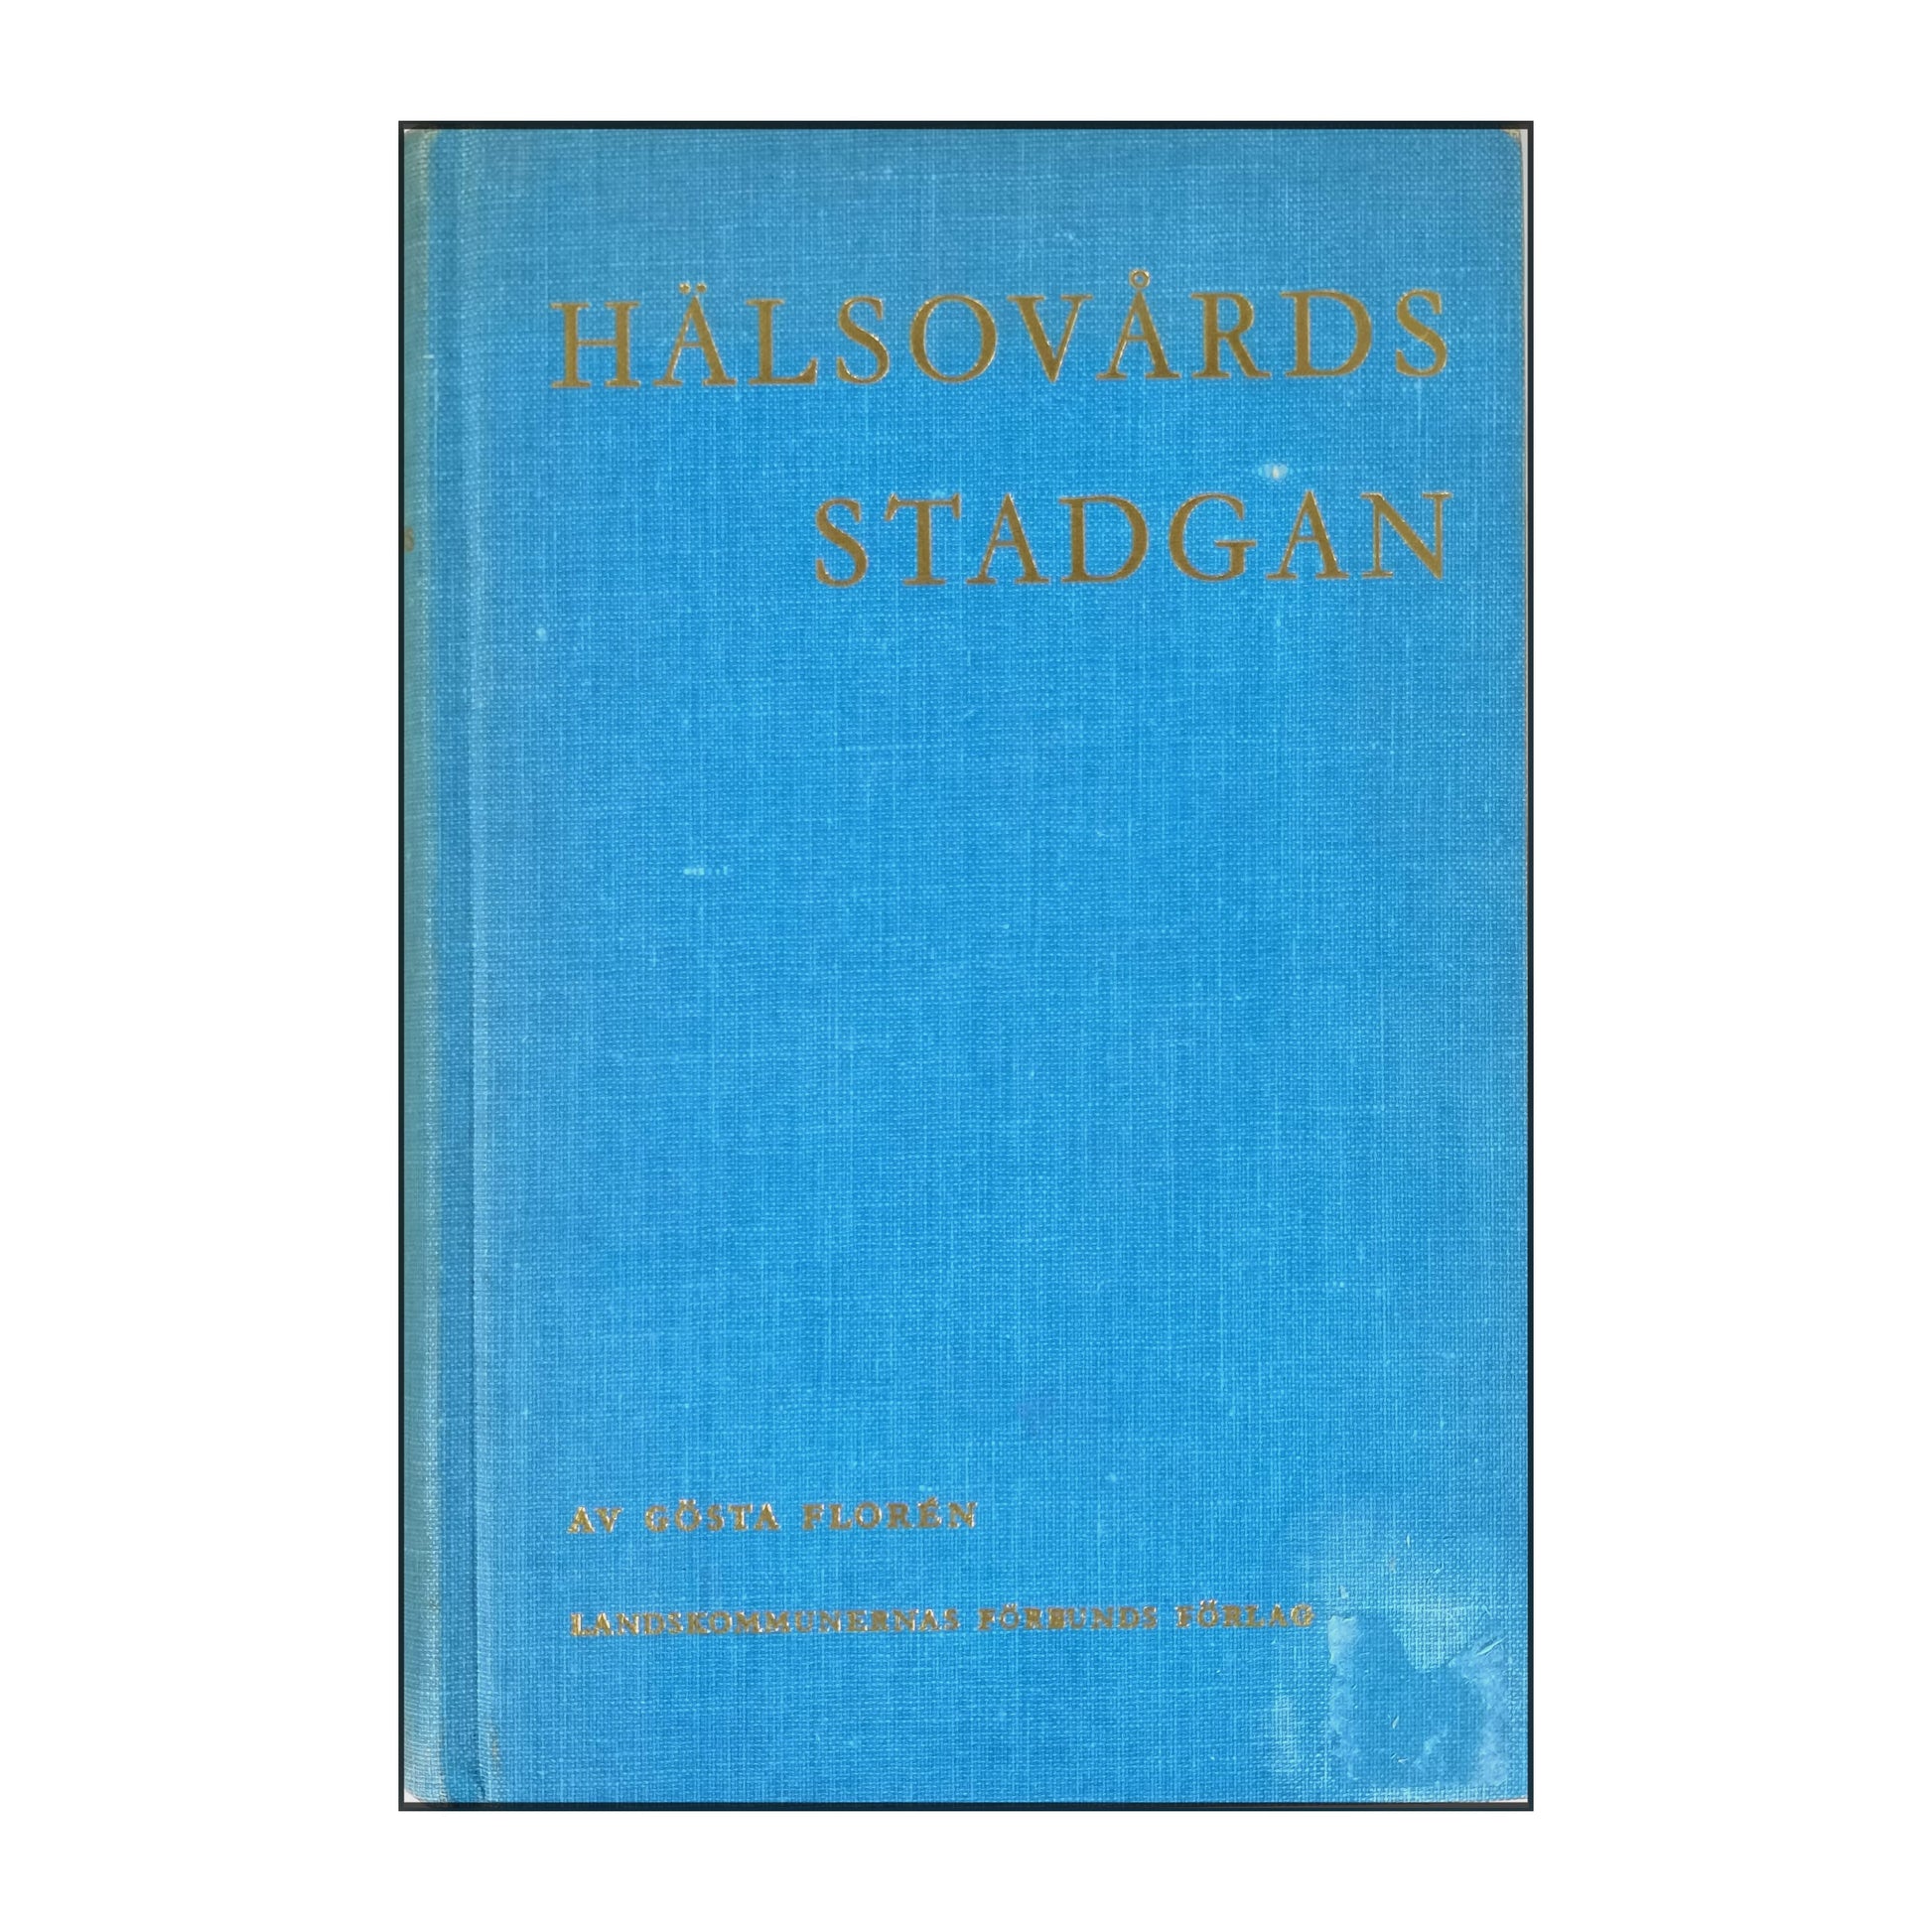 HÄLSOVÅRDS
STADGAN
AV GÖSTA FLORÉN
LANDSKOMMUNERNAS FÖRBUNDS FÖRLAG